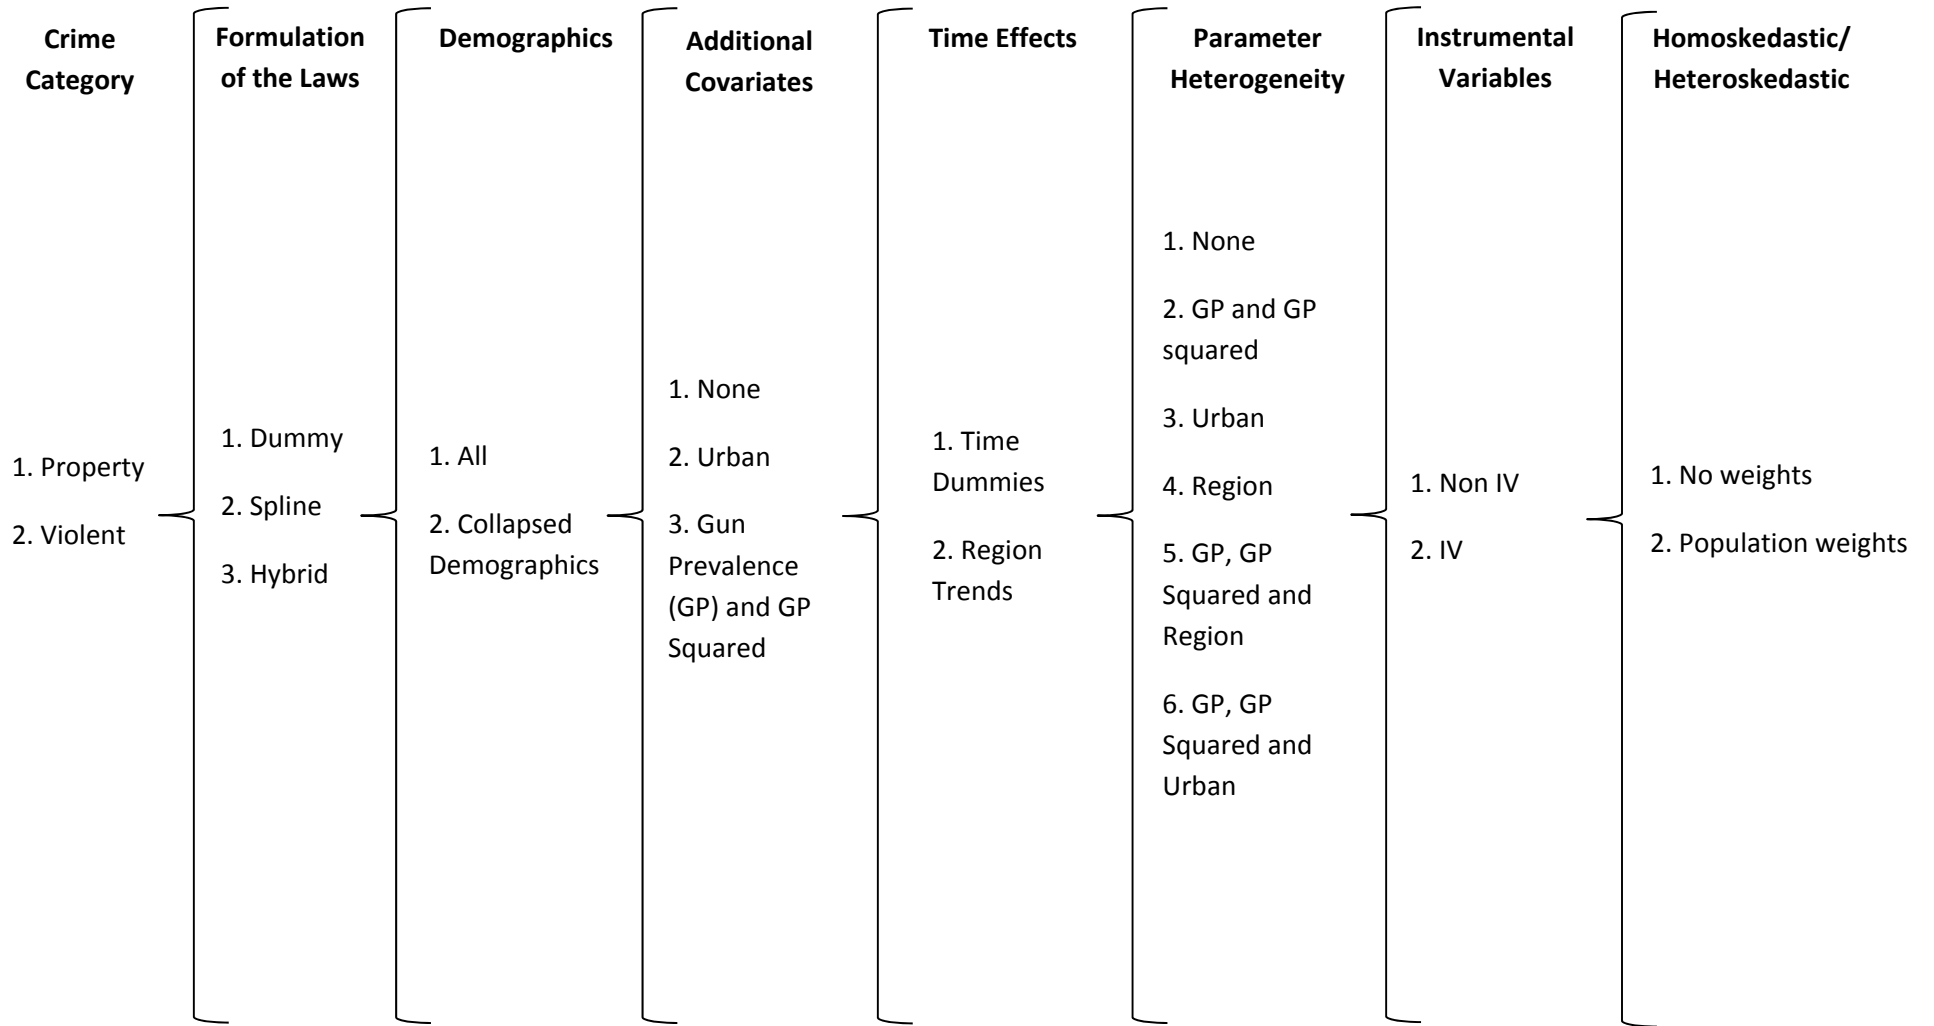 Crime
Category
1. Property
2. Violent
Formulation
of the Laws
1. Dummy
2. Spline
3. Hybrid
Demographics
1. All
2. Collapsed
Demographics
Additional
Covariates
1. None
2. Urban
3. Gun
Prevalence
(GP) and GP
Squared
Time Effects
1. Time
Dummies
2. Region
Trends
Parameter
Heterogeneity
1. None
2. GP and GP
squared
3. Urban
4. Region
5. GP, GP
Squared and
Region
6. GP, GP
Squared and
Urban
Instrumental
Variables
1. Non IV
2. IV
Homoskedastic/
Heteroskedastic
1. No weights
2. Population weights